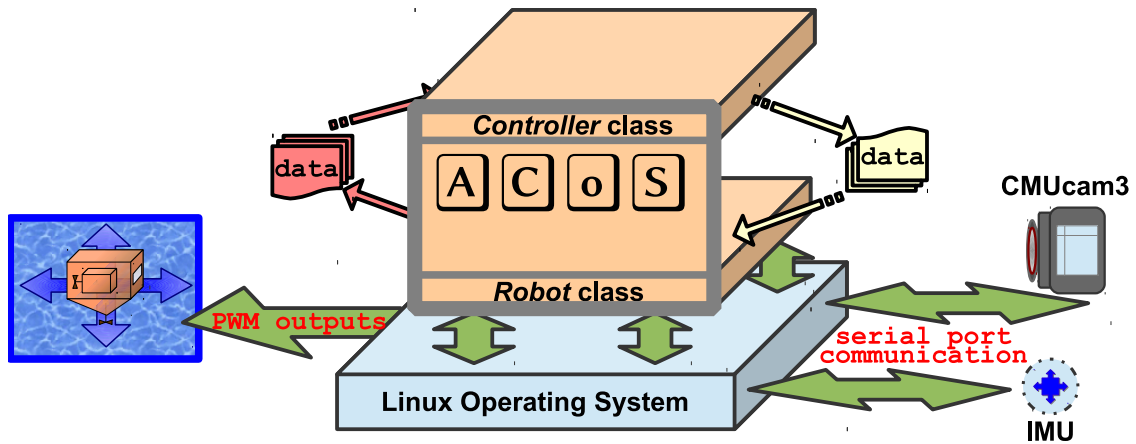 Controller class
data
A C o S
data
CMUcam3
Robot class
PWM outputs
serial port
communication
Linux Operating System
IMU